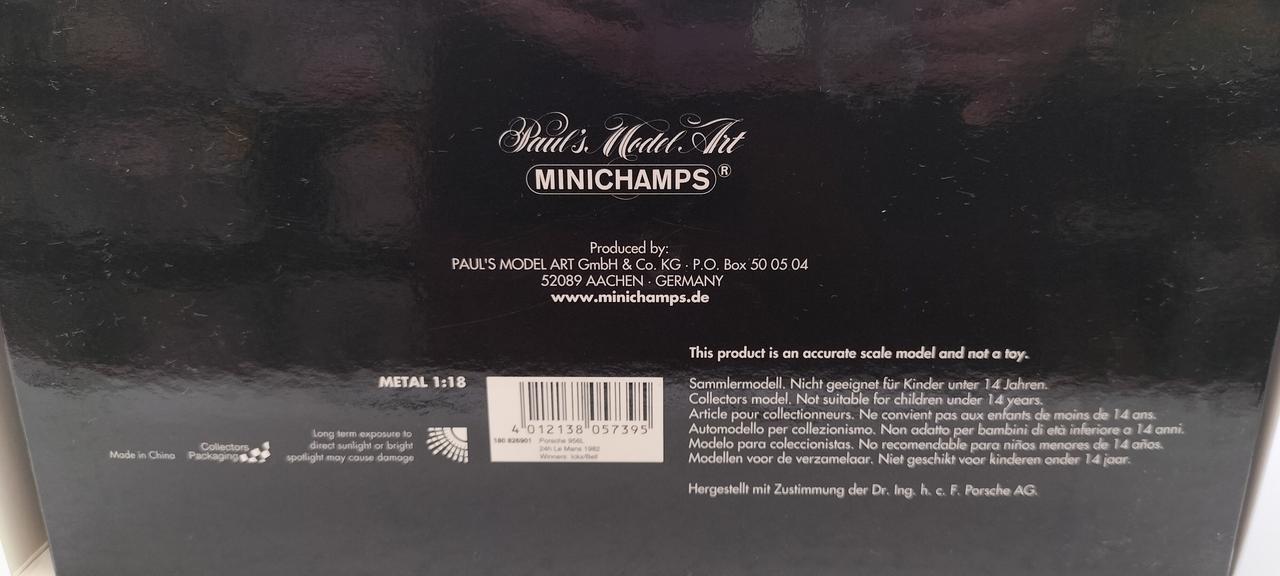 Paul's Model Art
MINICHAMPS®
Produced by:
PAUL'S MODEL ART GmbH & Co. KG · P.O. Box 50 05 04
52089 AACHEN · GERMANY
www.minichamps.de
This product is an accurate scale model and not a toy.
METAL 1:18
Sammlermodell. Nicht geeignet für Kinder unter 14 Jahren.
Collectors model. Not suitable for children under 14 years.
Article pour collectionneurs. Ne convient pas aux enfants de moins de 14 ans.
Automodello per collezionismo. Non adatto per bambini di età inferiore a 14 anni.
Modelo para coleccionistas. No recomendable para niños menores de 14 años.
Modellen voor de verzamelaar. Niet geschikt voor kinderen onder 14 jaar.
Hergestellt mit Zustimmung der Dr. Ing. h. c. F. Porsche AG.
4 012138 057395
180 826901 Porsche 956L
24h Le Mans 1982
Winners: Ickx/Bell
Long term exposure to
direct sunlight or bright
spotlight may cause damage
Collectors
Packaging
Made in China